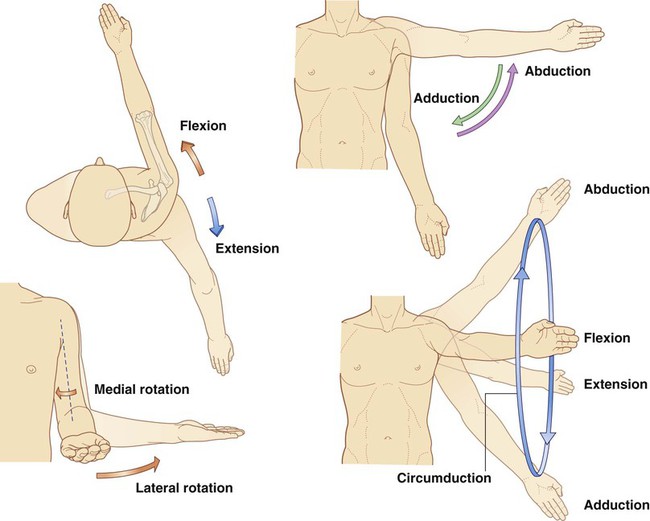 Flexion
Extension
Abduction
Adduction
Medial rotation
Lateral rotation
Abduction
Flexion
Extension
Circumduction
Adduction